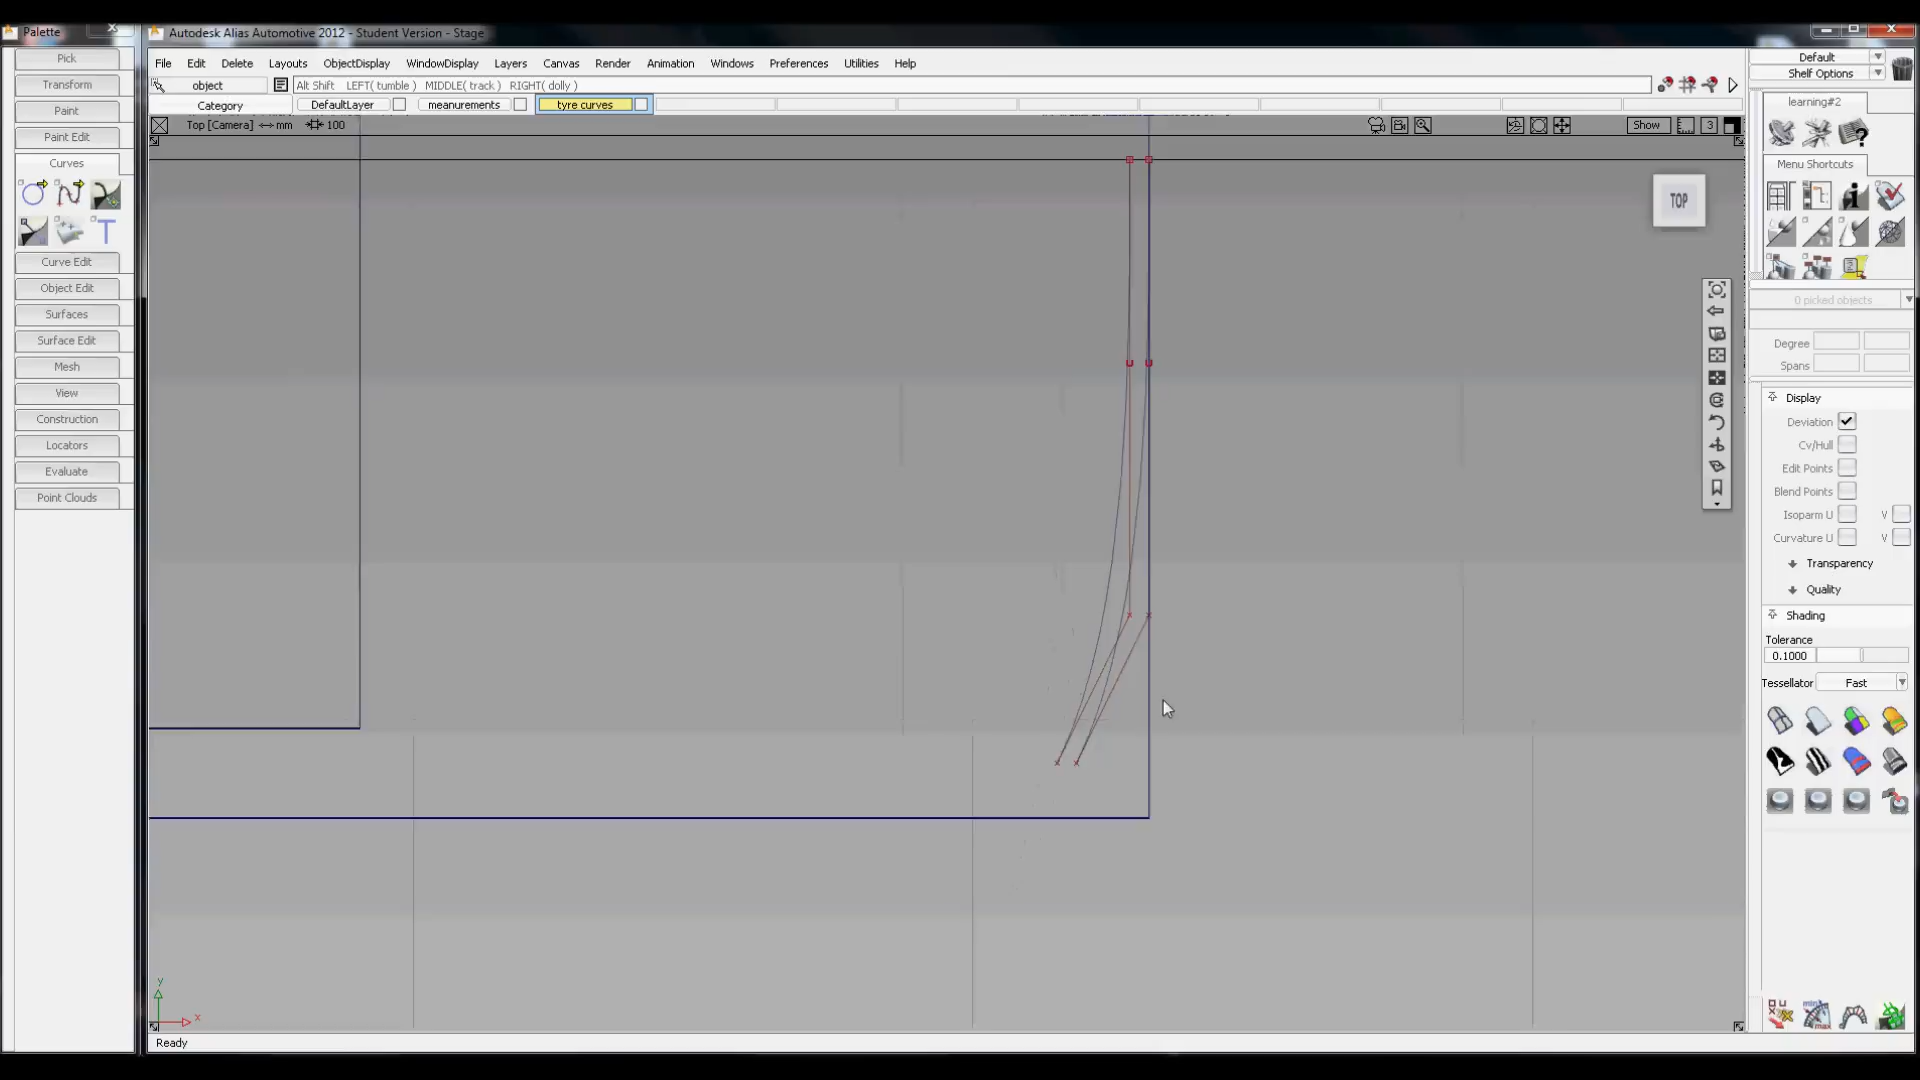 Palette
Autodesk Alias Automotive 2012 - Student Version - Stage
File Edit Delete Layouts ObjectDisplay WindowDisplay Layers Canvas Render Animation Windows Preferences Utilities Help
object Alt Shift LEFT( tumble ) MIDDLE( track ) RIGHT( dolly )
Category DefaultLayer meanurements tyre curves
Top [Camera] mm 100 Show 3
TOP
Pick
Transform
Paint
Paint Edit
Curves
T
Curve Edit
Object Edit
Surfaces
Surface Edit
Mesh
View
Construction
Locators
Evaluate
Point Clouds
Default
Shelf Options
learning#2
Menu Shortcuts
0 picked objects
Degree
Spans
Display
Deviation
Cv/Hull
Edit Points
Blend Points
Isoparm U V
Curvature U V
Transparency
Quality
Shading
Tolerance
0.1000
Tessellator Fast
y
x
Ready